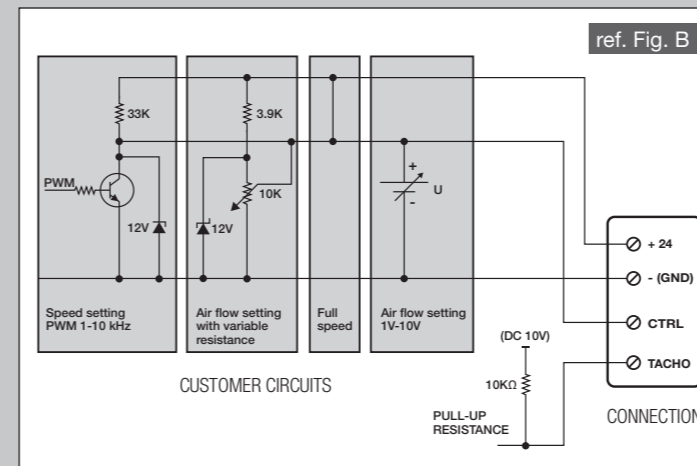 ref. Fig. B
33K
3.9K
PWM
10K
12V
12V
+
U
-
Speed setting
PWM 1-10 kHz
Air flow setting
with variable
resistance
Full
speed
Air flow setting
1V-10V
CUSTOMER CIRCUITS
+ 24
- (GND)
CTRL
TACHO
(DC 10V)
10KΩ
PULL-UP
RESISTANCE
CONNECTION